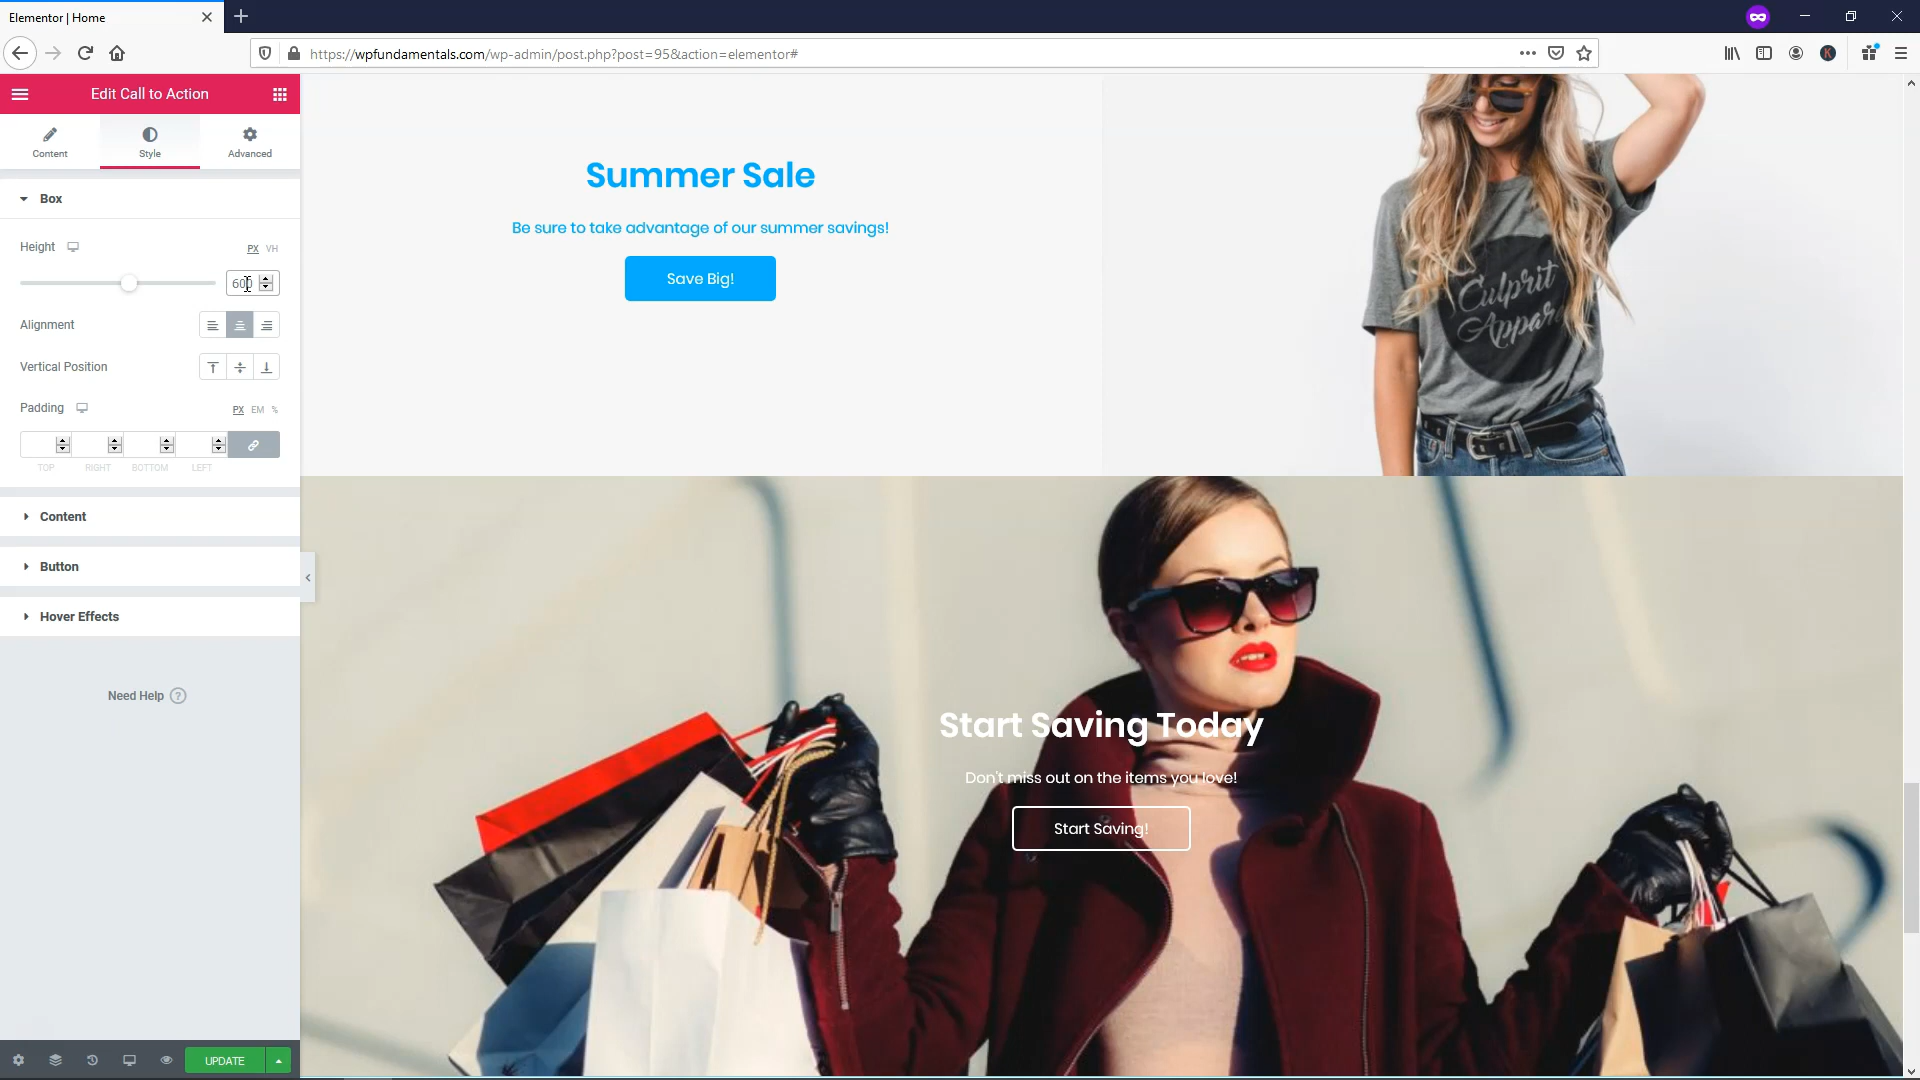 Elementor | Home
https://wpfundamentals.com/wp-admin/post.php?post=95&action=elementor#
Edit Call to Action
Content
Style
Advanced
Box
Height
PX VH
600
Alignment
Vertical Position
Padding
PX EM %
TOP RIGHT BOTTOM LEFT
Content
Button
Hover Effects
Need Help ?
UPDATE
Summer Sale
Be sure to take advantage of our summer savings!
Save Big!
Culprit
Apparel
Start Saving Today
Don't miss out on the items you love!
Start Saving!
K